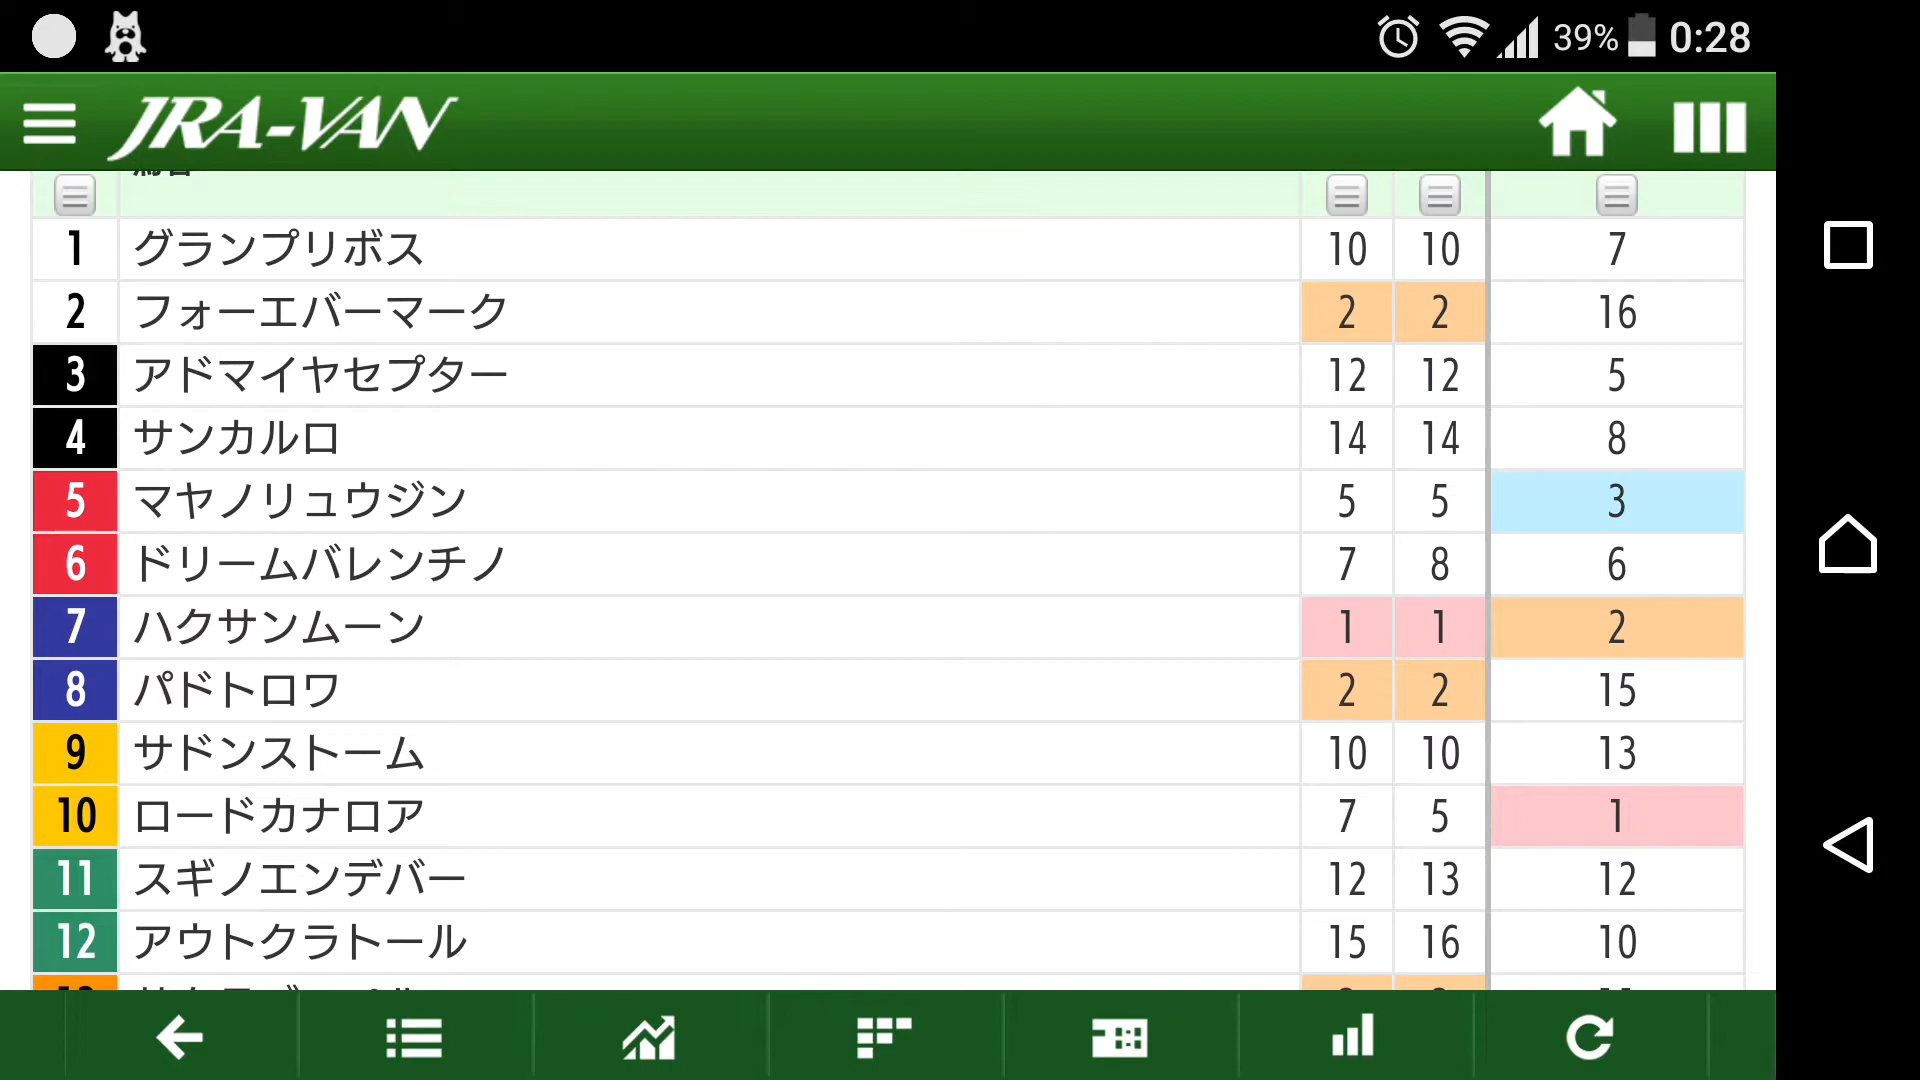 39% 0:28
JRA-VAN
1 グランプリボス 10 10 7
2 フォーエバーマーク 2 2 16
3 アドマイヤセプター 12 12 5
4 サンカルロ 14 14 8
5 マヤノリュウジン 5 5 3
6 ドリームバレンチノ 7 8 6
7 ハクサンムーン 1 1 2
8 パドトロワ 2 2 15
9 サドンストーム 10 10 13
10 ロードカナロア 7 5 1
11 スギノエンデバー 12 13 12
12 アウトクラトール 15 16 10